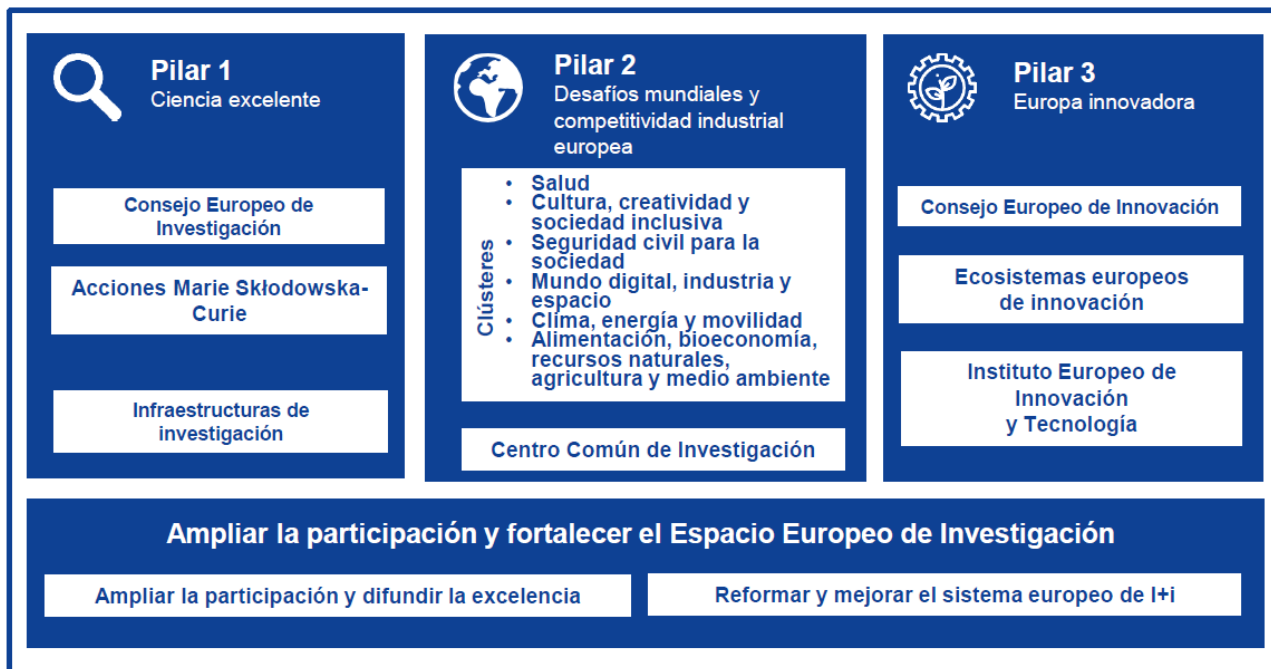 Pilar 1
Ciencia excelente
Consejo Europeo de
Investigación
Acciones Marie Skłodowska-
Curie
Infraestructuras de
investigación
Pilar 2
Desafíos mundiales y
competitividad industrial
europea
Clústeres
• Salud
• Cultura, creatividad y
sociedad inclusiva
• Seguridad civil para la
sociedad
• Mundo digital, industria y
espacio
• Clima, energía y movilidad
• Alimentación, bioeconomía,
recursos naturales,
agricultura y medio ambiente
Centro Común de Investigación
Pilar 3
Europa innovadora
Consejo Europeo de Innovación
Ecosistemas europeos
de innovación
Instituto Europeo de
Innovación
y Tecnología
Ampliar la participación y fortalecer el Espacio Europeo de Investigación
Ampliar la participación y difundir la excelencia
Reformar y mejorar el sistema europeo de I+i